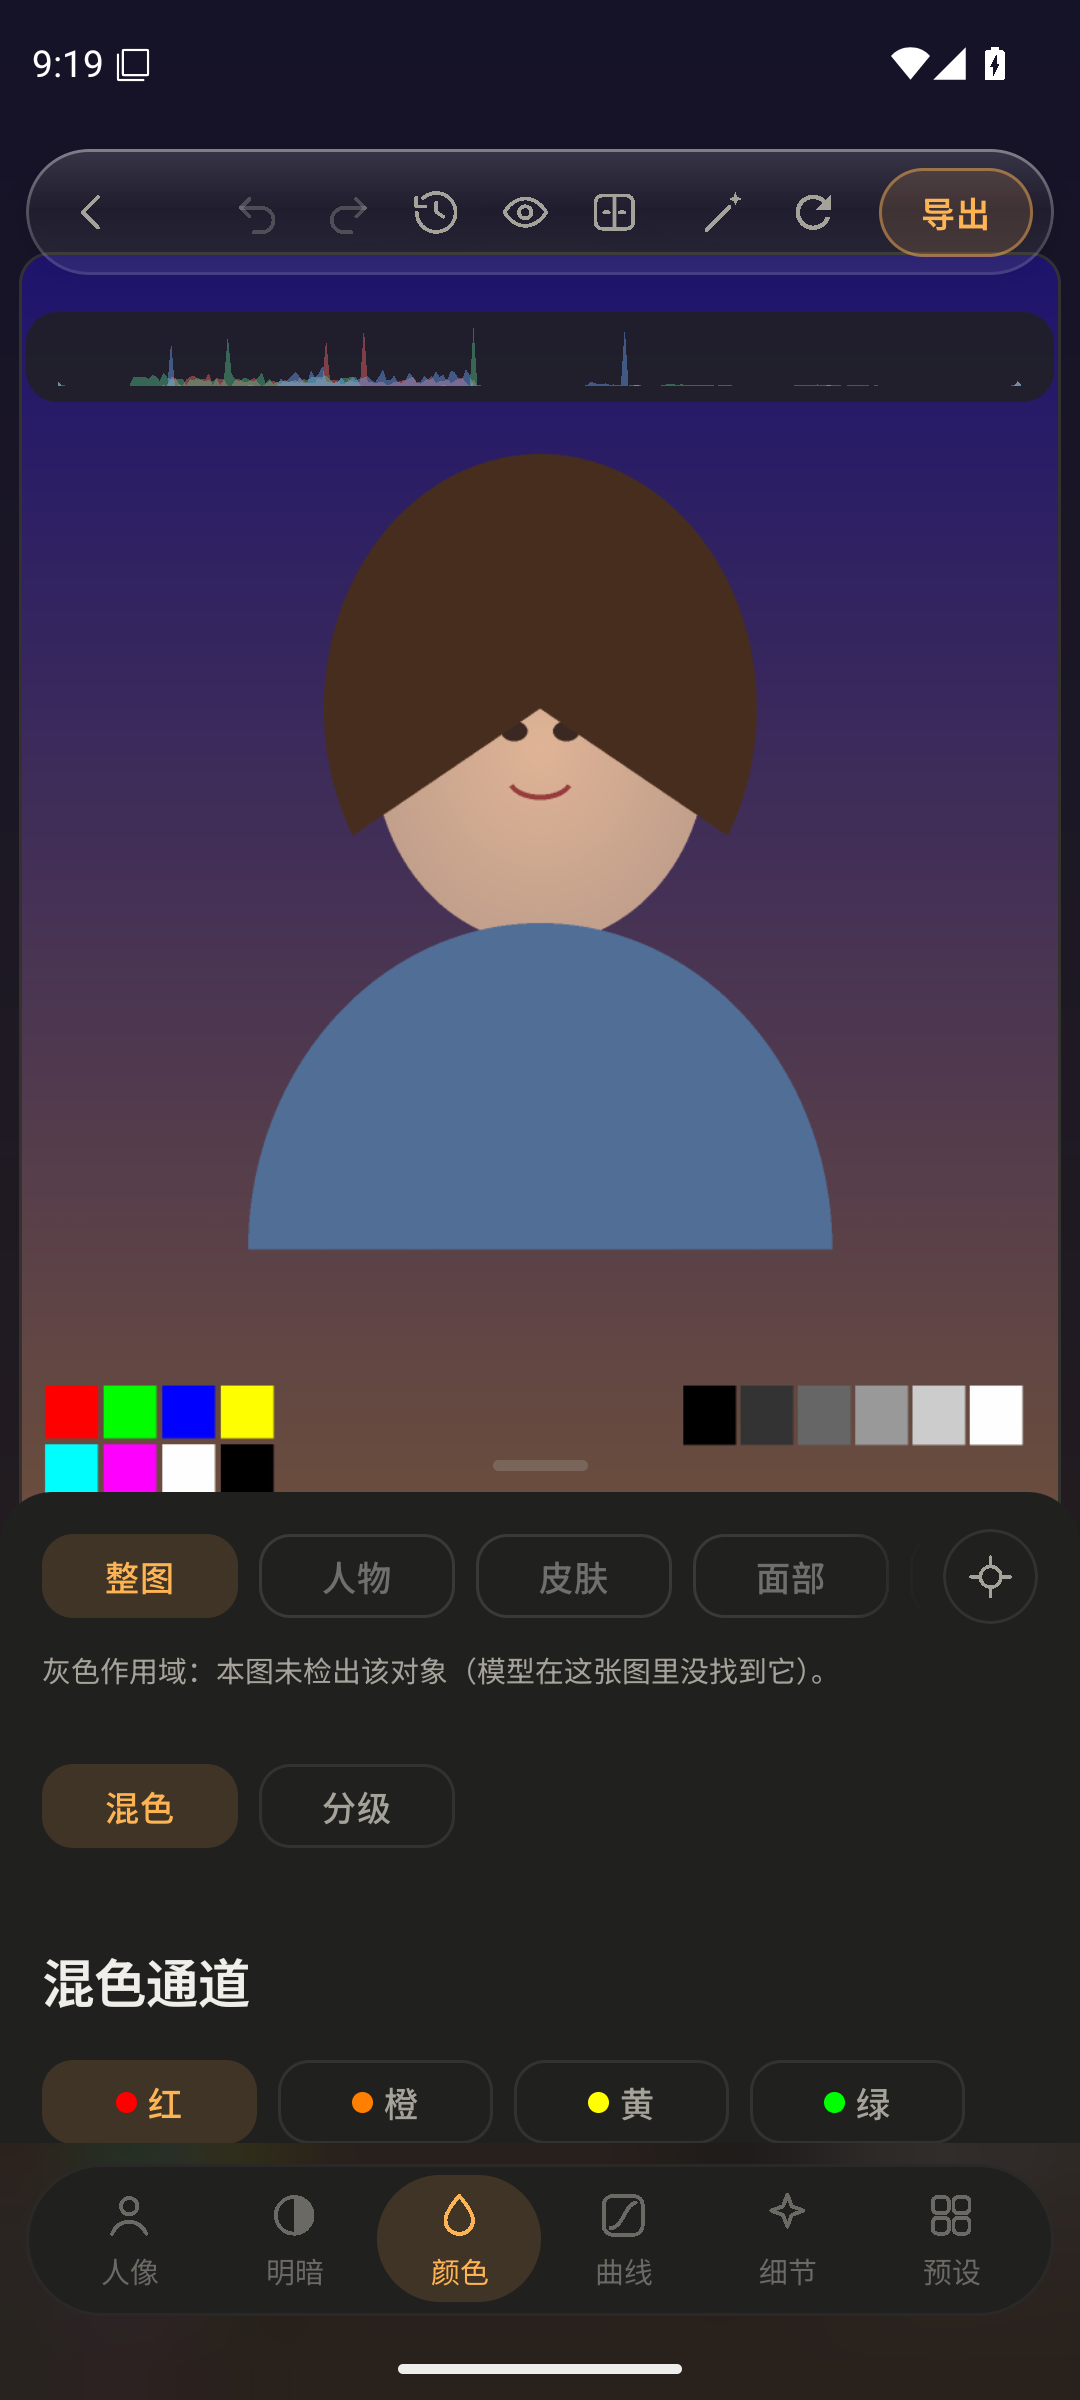 9:19
导出
整图 人物 皮肤 面部
灰色作用域：本图未检出该对象（模型在这张图里没找到它）。
混色 分级
混色通道
红 橙 黄 绿
人像 明暗 颜色 曲线 细节 预设